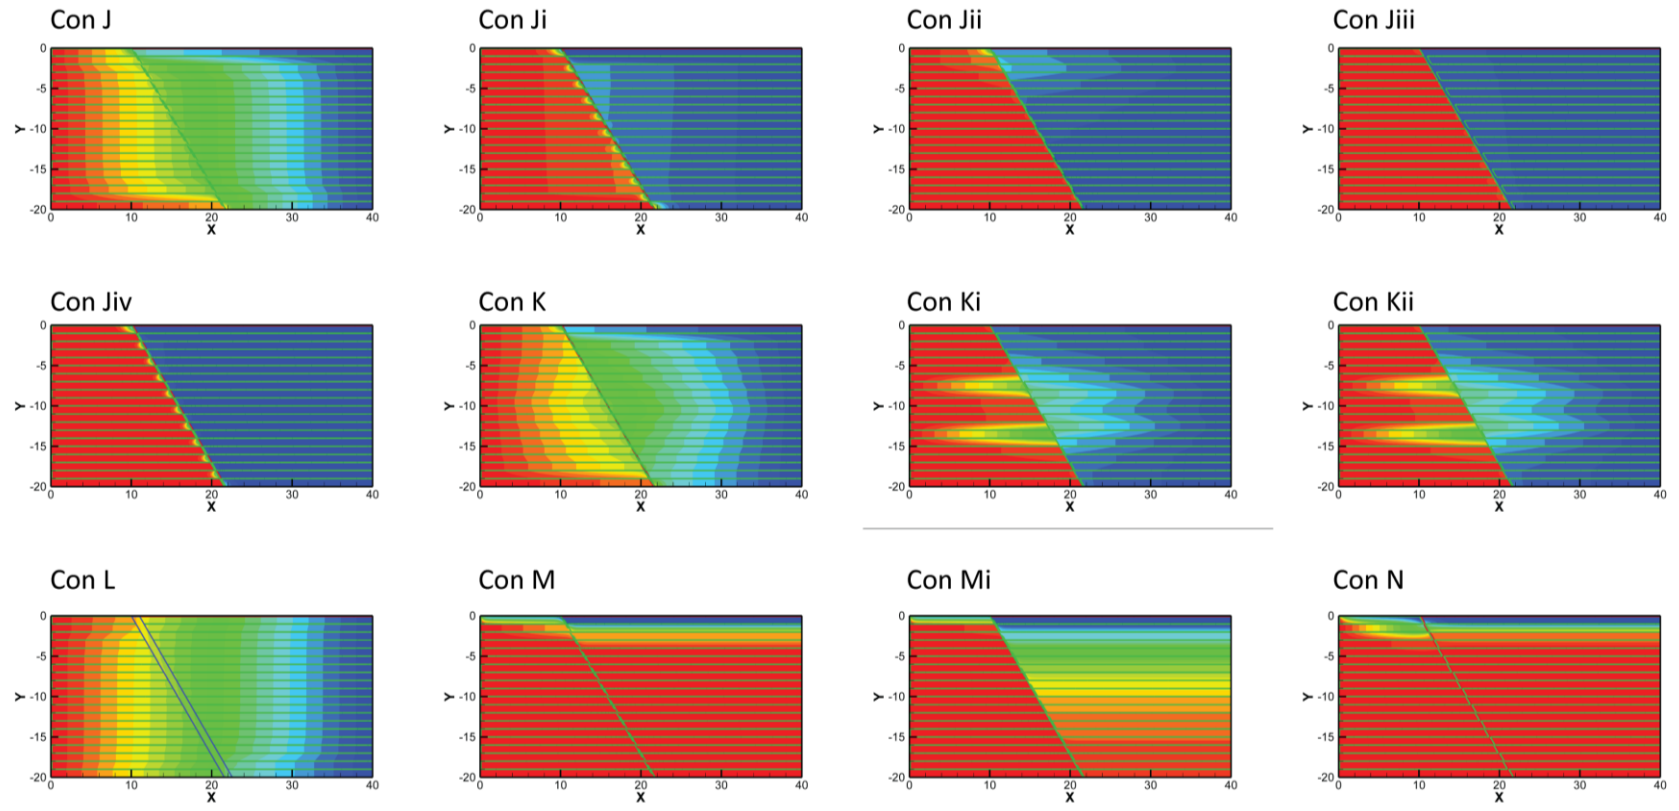 Con J Con Ji Con Jii Con Jiii
0 0 0 0
-5 -5 -5 -5
Y -10 Y -10 Y -10 Y -10
-15 -15 -15 -15
-20 -20 -20 -20
0 10 20 30 40 0 10 20 30 40 0 10 20 30 40 0 10 20 30 40
X X X X
Con Jiv Con K Con Ki Con Kii
0 0 0 0
-5 -5 -5 -5
Y -10 Y -10 Y -10 Y -10
-15 -15 -15 -15
-20 -20 -20 -20
0 10 20 30 40 0 10 20 30 40 0 10 20 30 40 0 10 20 30 40
X X X X
Con L Con M Con Mi Con N
0 0 0 0
-5 -5 -5 -5
Y -10 Y -10 Y -10 Y -10
-15 -15 -15 -15
-20 -20 -20 -20
0 10 20 30 40 0 10 20 30 40 0 10 20 30 40 0 10 20 30 40
X X X X